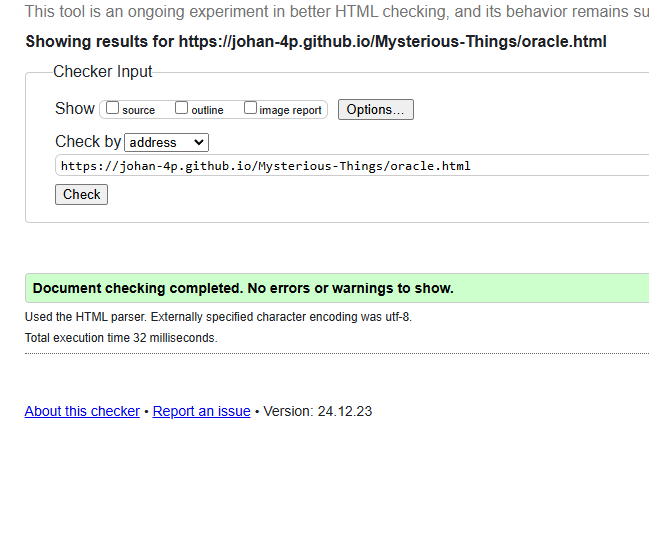 This tool is an ongoing experiment in better HTML checking, and its behavior remains su
Showing results for https://johan-4p.github.io/Mysterious-Things/oracle.html
Checker Input
Show source outline image report Options...
Check by address
https://johan-4p.github.io/Mysterious-Things/oracle.html
Check
Document checking completed. No errors or warnings to show.
Used the HTML parser. Externally specified character encoding was utf-8.
Total execution time 32 milliseconds.
About this checker • Report an issue • Version: 24.12.23